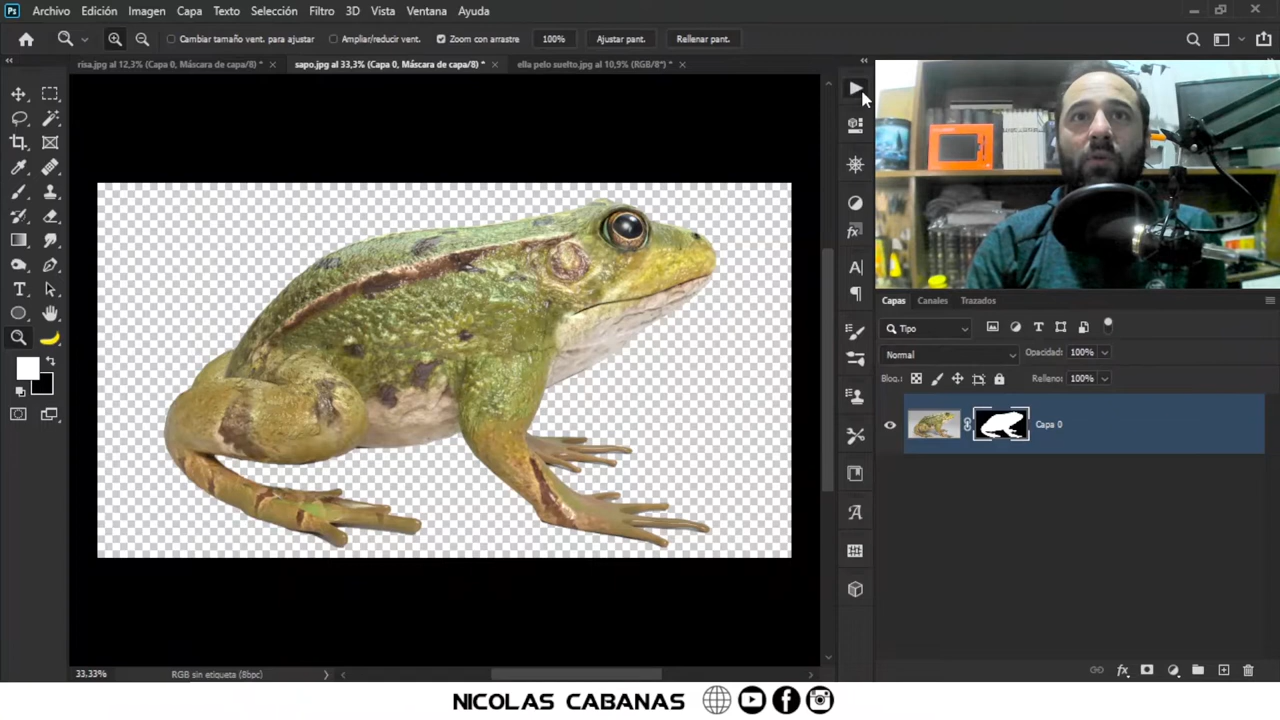 Ps Archivo Edición Imagen Capa Texto Selección Filtro 3D Vista Ventana Ayuda
Cambiar tamaño vent. para ajustar Ampliar/reducir vent. Zoom con arrastre 100% Ajustar pant. Rellenar pant.
risa.jpg al 12,3% (Capa 0, Máscara de capa/8) * × sapo.jpg al 33,3% (Capa 0, Máscara de capa/8) * × ella pelo suelto.jpg al 10,9% (RGB/8*) * ×
Capas Canales Trazados
Tipo
Normal Opacidad: 100%
Bloq.: Relleno: 100%
Capa 0
33,33% RGB sin etiqueta (8bpc)
NICOLAS CABANAS